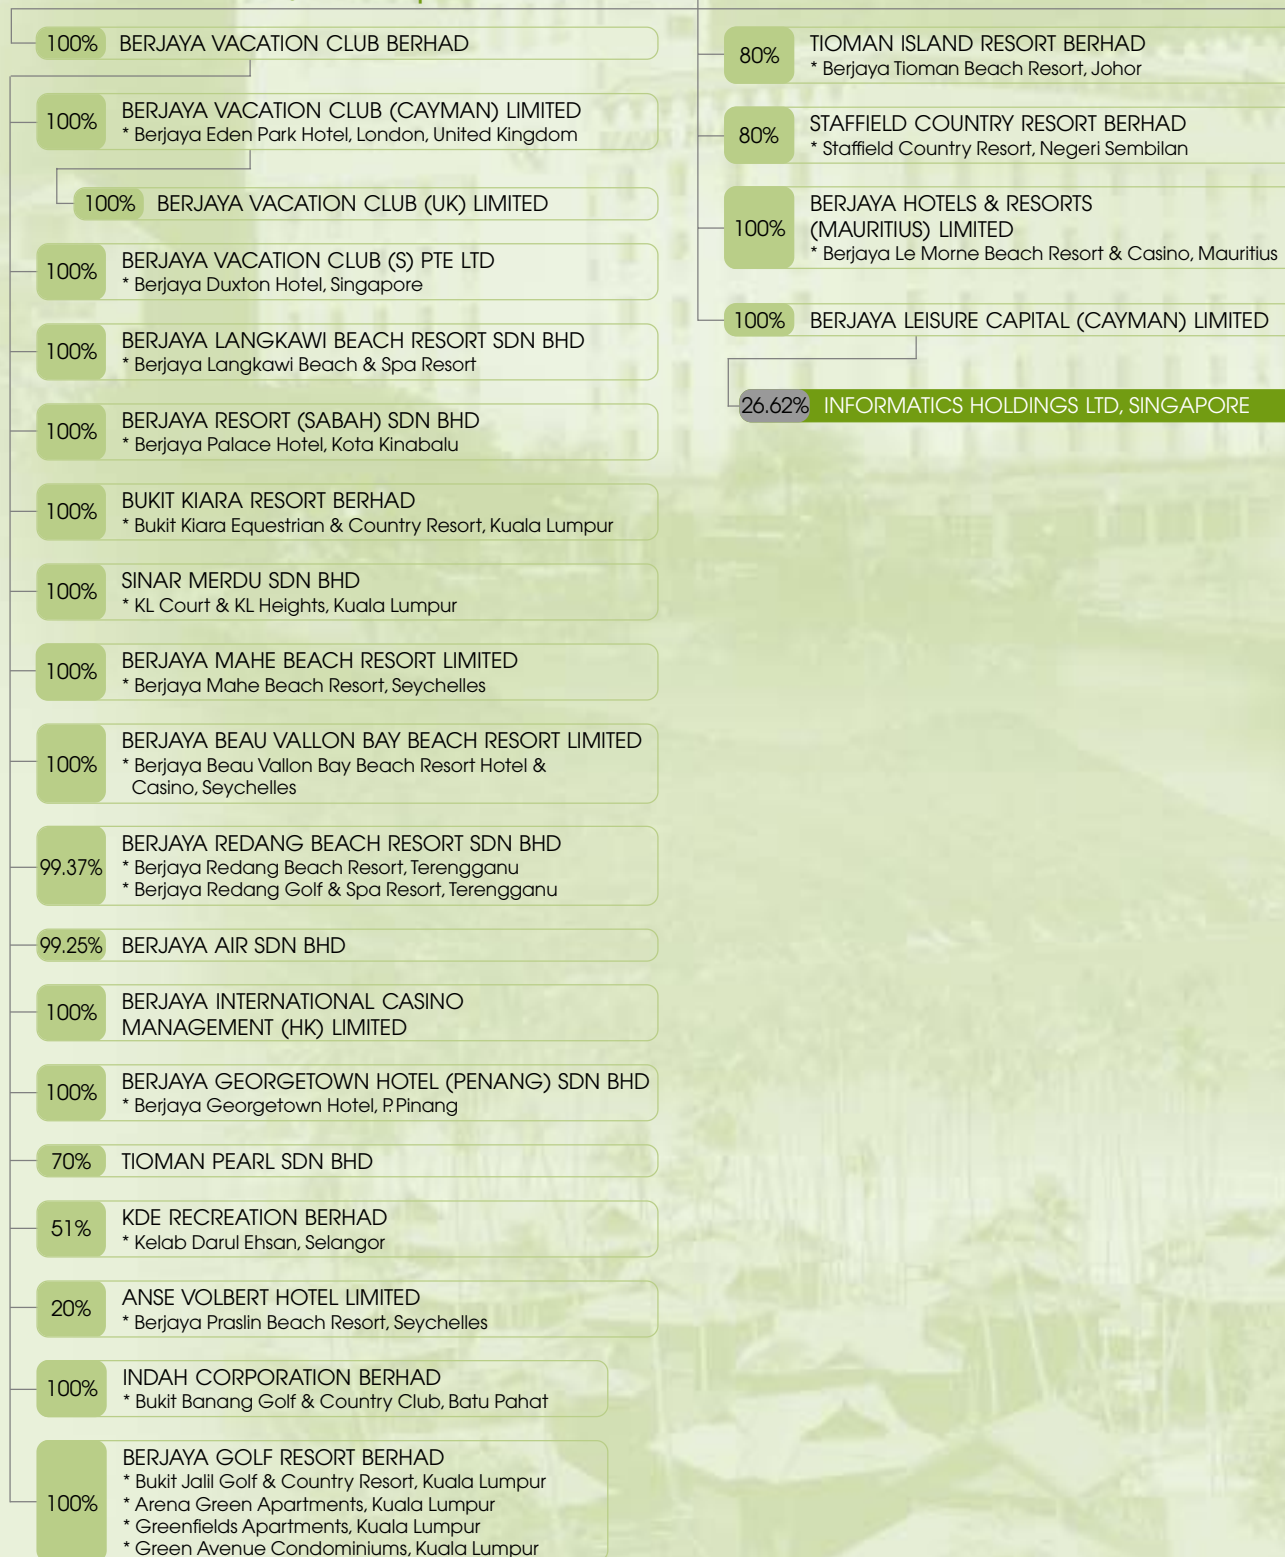 100% BERJAYA VACATION CLUB BERHAD
100% BERJAYA VACATION CLUB (CAYMAN) LIMITED
* Berjaya Eden Park Hotel, London, United Kingdom
100% BERJAYA VACATION CLUB (UK) LIMITED
100% BERJAYA VACATION CLUB (S) PTE LTD
* Berjaya Duxton Hotel, Singapore
100% BERJAYA LANGKAWI BEACH RESORT SDN BHD
* Berjaya Langkawi Beach & Spa Resort
100% BERJAYA RESORT (SABAH) SDN BHD
* Berjaya Palace Hotel, Kota Kinabalu
100% BUKIT KIARA RESORT BERHAD
* Bukit Kiara Equestrian & Country Resort, Kuala Lumpur
100% SINAR MERDU SDN BHD
* KL Court & KL Heights, Kuala Lumpur
100% BERJAYA MAHE BEACH RESORT LIMITED
* Berjaya Mahe Beach Resort, Seychelles
100% BERJAYA BEAU VALLON BAY BEACH RESORT LIMITED
* Berjaya Beau Vallon Bay Beach Resort Hotel &
Casino, Seychelles
99.37% BERJAYA REDANG BEACH RESORT SDN BHD
* Berjaya Redang Beach Resort, Terengganu
* Berjaya Redang Golf & Spa Resort, Terengganu
99.25% BERJAYA AIR SDN BHD
100% BERJAYA INTERNATIONAL CASINO
MANAGEMENT (HK) LIMITED
100% BERJAYA GEORGETOWN HOTEL (PENANG) SDN BHD
* Berjaya Georgetown Hotel, P. Pinang
70% TIOMAN PEARL SDN BHD
51% KDE RECREATION BERHAD
* Kelab Darul Ehsan, Selangor
20% ANSE VOLBERT HOTEL LIMITED
* Berjaya Praslin Beach Resort, Seychelles
100% INDAH CORPORATION BERHAD
* Bukit Banang Golf & Country Club, Batu Pahat
100% BERJAYA GOLF RESORT BERHAD
* Bukit Jalil Golf & Country Resort, Kuala Lumpur
* Arena Green Apartments, Kuala Lumpur
* Greenfields Apartments, Kuala Lumpur
* Green Avenue Condominiums, Kuala Lumpur
80% TIOMAN ISLAND RESORT BERHAD
* Berjaya Tioman Beach Resort, Johor
80% STAFFIELD COUNTRY RESORT BERHAD
* Staffield Country Resort, Negeri Sembilan
100% BERJAYA HOTELS & RESORTS
(MAURITIUS) LIMITED
* Berjaya Le Morne Beach Resort & Casino, Mauritius
100% BERJAYA LEISURE CAPITAL (CAYMAN) LIMITED
26.62% INFORMATICS HOLDINGS LTD, SINGAPORE